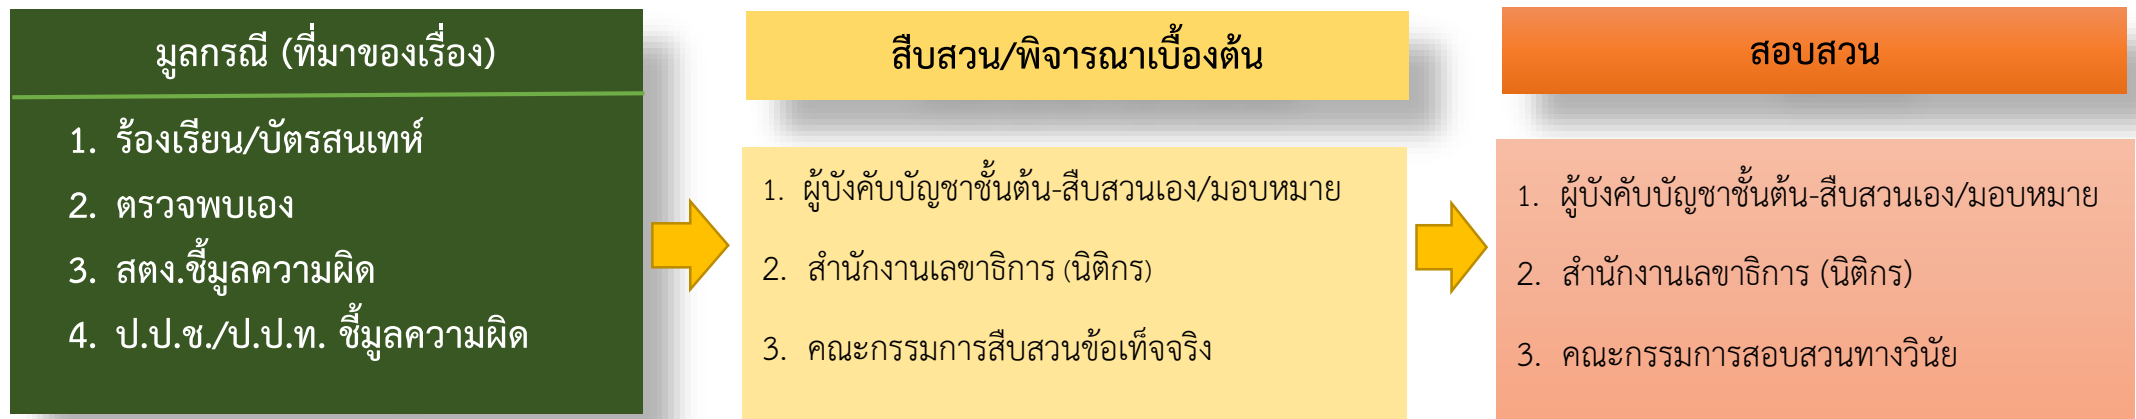 มูลกรณี (ที่มาของเรื่อง)
1. ร้องเรียน/บัตรสนเทห์
2. ตรวจพบเอง
3. สตง.ชี้มูลความผิด
4. ป.ป.ช./ป.ป.ท. ชี้มูลความผิด
สืบสวน/พิจารณาเบื้องต้น
1. ผู้บังคับบัญชาชั้นต้น-สืบสวนเอง/มอบหมาย
2. สำนักงานเลขาธิการ (นิติกร)
3. คณะกรรมการสืบสวนข้อเท็จจริง
สอบสวน
1. ผู้บังคับบัญชาชั้นต้น-สืบสวนเอง/มอบหมาย
2. สำนักงานเลขาธิการ (นิติกร)
3. คณะกรรมการสอบสวนทางวินัย